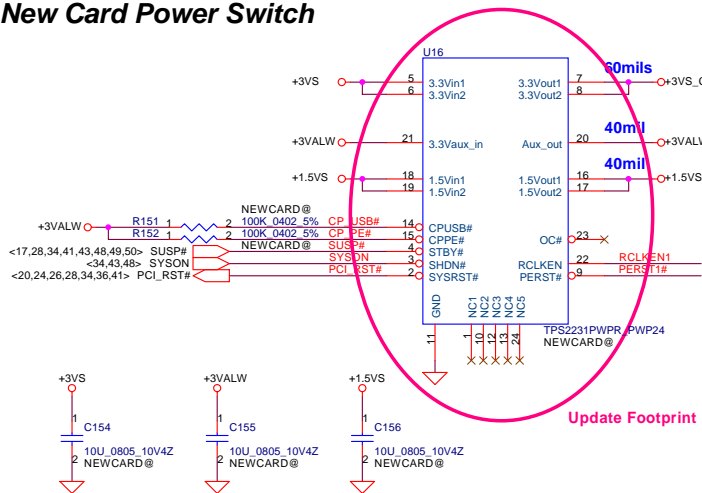 New Card Power Switch
U16
60mils
+3VS 5 3.3Vin1 3.3Vout1 7 +3VS_C
6 3.3Vin2 3.3Vout2 8
40mil
+3VALW 21 3.3Vaux_in Aux_out 20 +3VALW
40mil
+1.5VS 18 1.5Vin1 1.5Vout1 16 +1.5VS
19 1.5Vin2 1.5Vout2 17
NEWCARD@
+3VALW R151 1 2 100K_0402_5% CP_USB# 14 CPUSB#
R152 1 2 100K_0402_5% CP_PE# 15 CPPE# OC# 23
NEWCARD@
<17,28,34,41,43,48,49,50> SUSP# SUSP# 4 STBY#
<34,43,48> SYSON SYSON 3 SHDN# RCLKEN 22 RCLKEN1
<20,24,26,28,34,36,41> PCI_RST# PCI_RST# 2 SYSRST# PERST# 9 PERST1#
GND NC1 NC2 NC3 NC4 NC5
11 1 10 12 13 24
TPS2231PWPR_PWP24
NEWCARD@
+3VS +3VALW +1.5VS
1 1 1
C154 C155 C156
10U_0805_10V4Z 10U_0805_10V4Z 10U_0805_10V4Z
2 NEWCARD@ 2 NEWCARD@ 2 NEWCARD@
Update Footprint